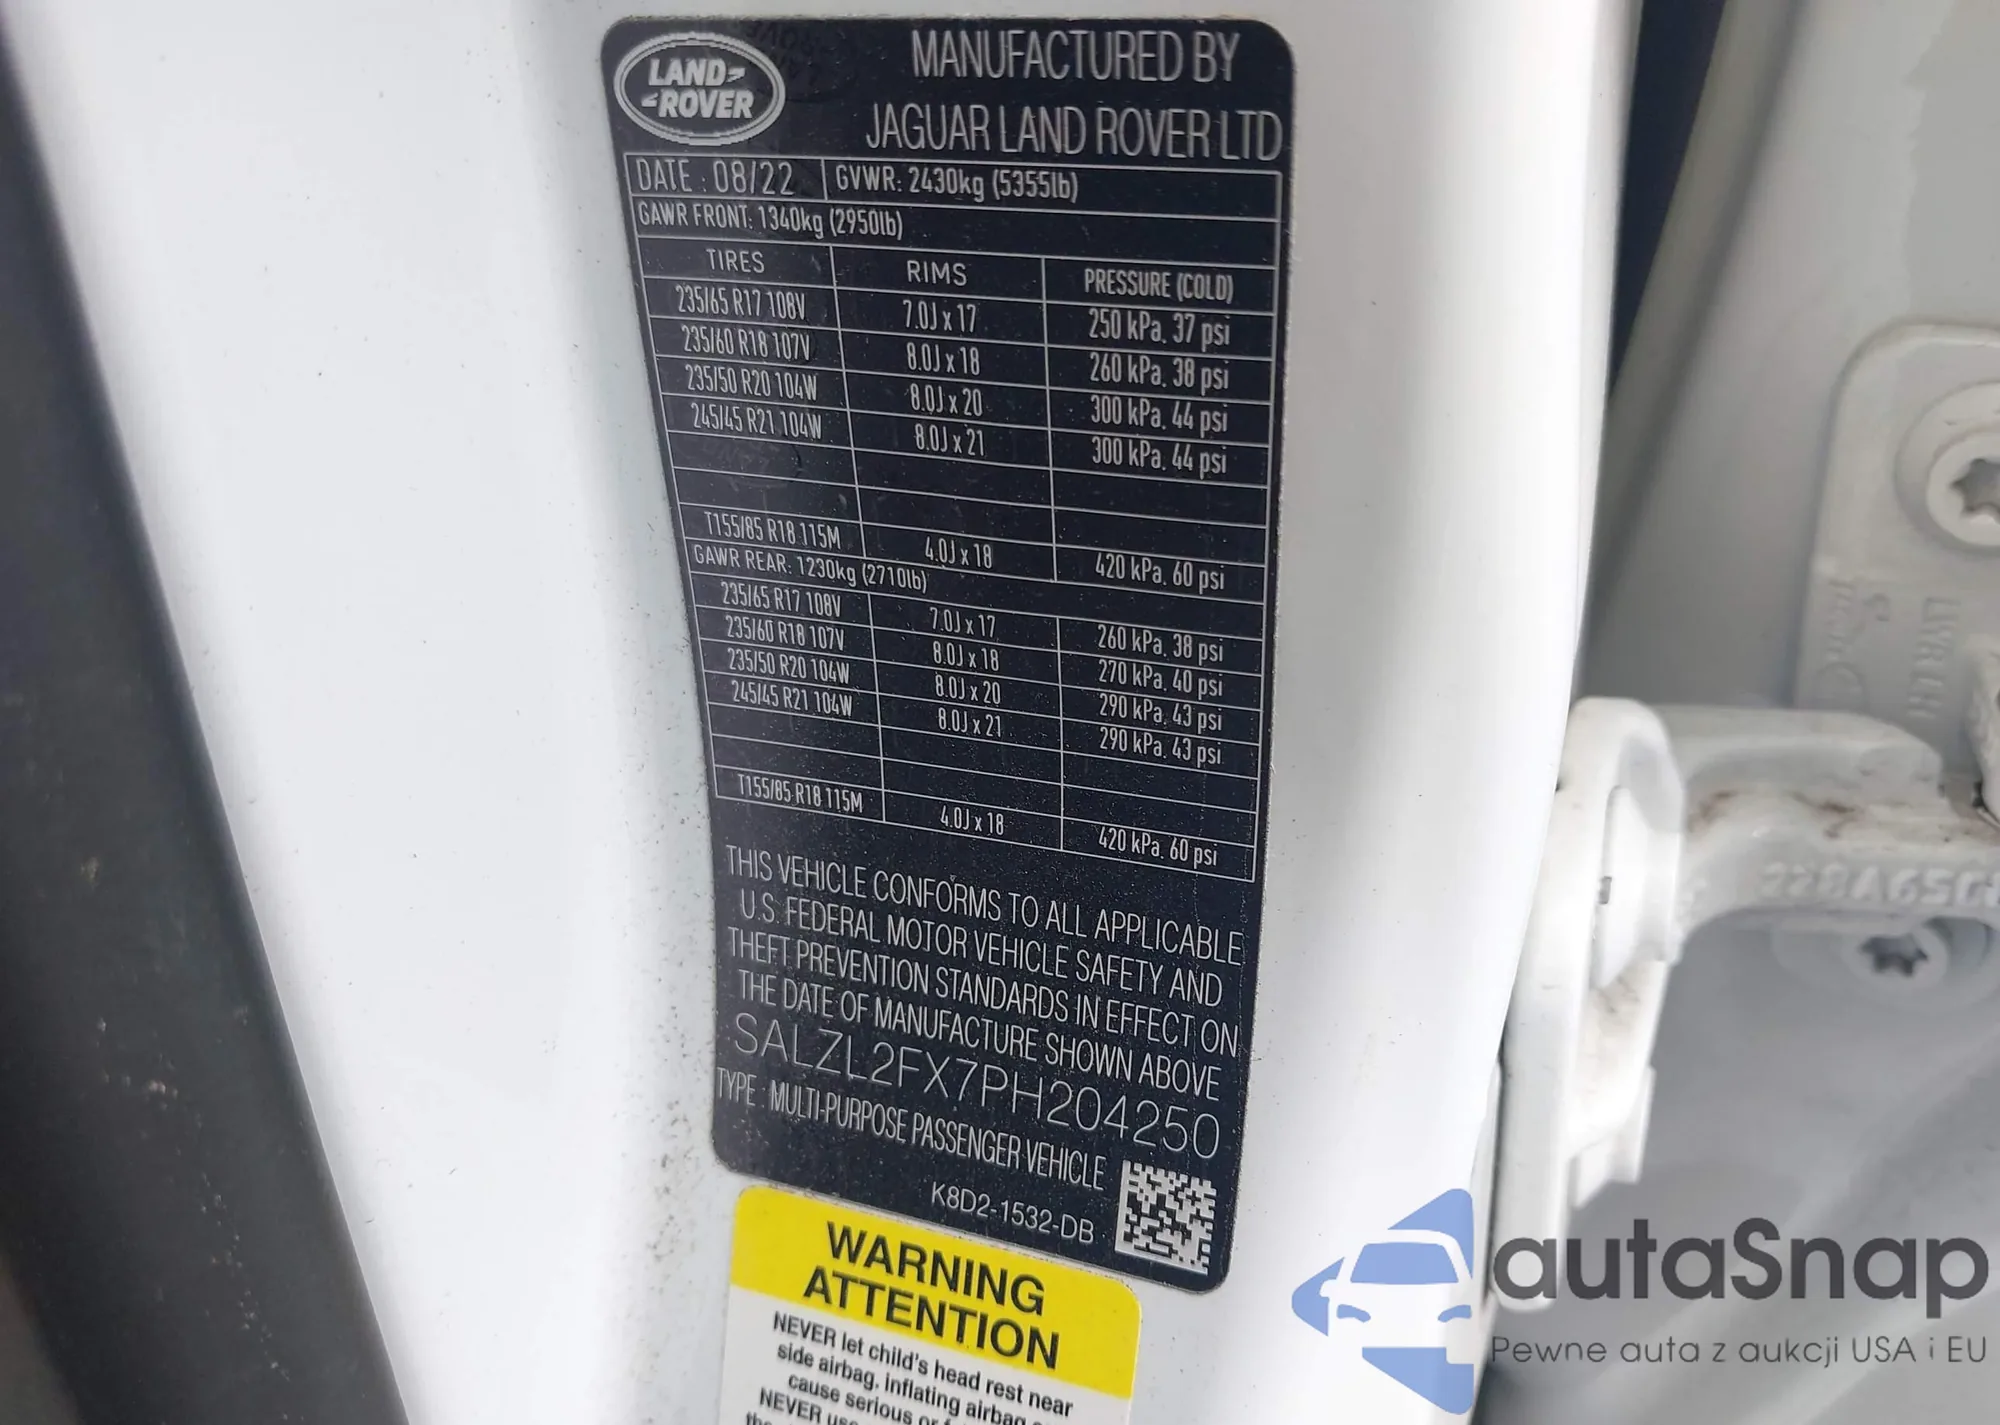 LAND
ROVER
MANUFACTURED BY
JAGUAR LAND ROVER LTD
DATE : 08/22 GVWR: 2430kg (5355lb)
GAWR FRONT: 1340kg (2950lb)
TIRES RIMS PRESSURE (COLD)
235/65 R17 108V 7.0J x 17 250 kPa. 37 psi
235/60 R18 107V 8.0J x 18 260 kPa. 38 psi
235/50 R20 104W 8.0J x 20 300 kPa. 44 psi
245/45 R21 104W 8.0J x 21 300 kPa. 44 psi
T155/85 R18 115M 4.0J x 18 420 kPa. 60 psi
GAWR REAR: 1230kg (2710lb)
235/65 R17 108V 7.0J x 17 260 kPa. 38 psi
235/60 R18 107V 8.0J x 18 270 kPa. 40 psi
235/50 R20 104W 8.0J x 20 290 kPa. 43 psi
245/45 R21 104W 8.0J x 21 290 kPa. 43 psi
T155/85 R18 115M 4.0J x 18 420 kPa. 60 psi
THIS VEHICLE CONFORMS TO ALL APPLICABLE
U.S. FEDERAL MOTOR VEHICLE SAFETY AND
THEFT PREVENTION STANDARDS IN EFFECT ON
THE DATE OF MANUFACTURE SHOWN ABOVE
SALZL2FX7PH204250
TYPE : MULTI-PURPOSE PASSENGER VEHICLE
K8D2-1532-DB
WARNING
ATTENTION
NEVER let child's head rest near
side airbag. inflating airbag
cause serious or
NEVER
autaSnap
Pewne auta z aukcji USA i EU